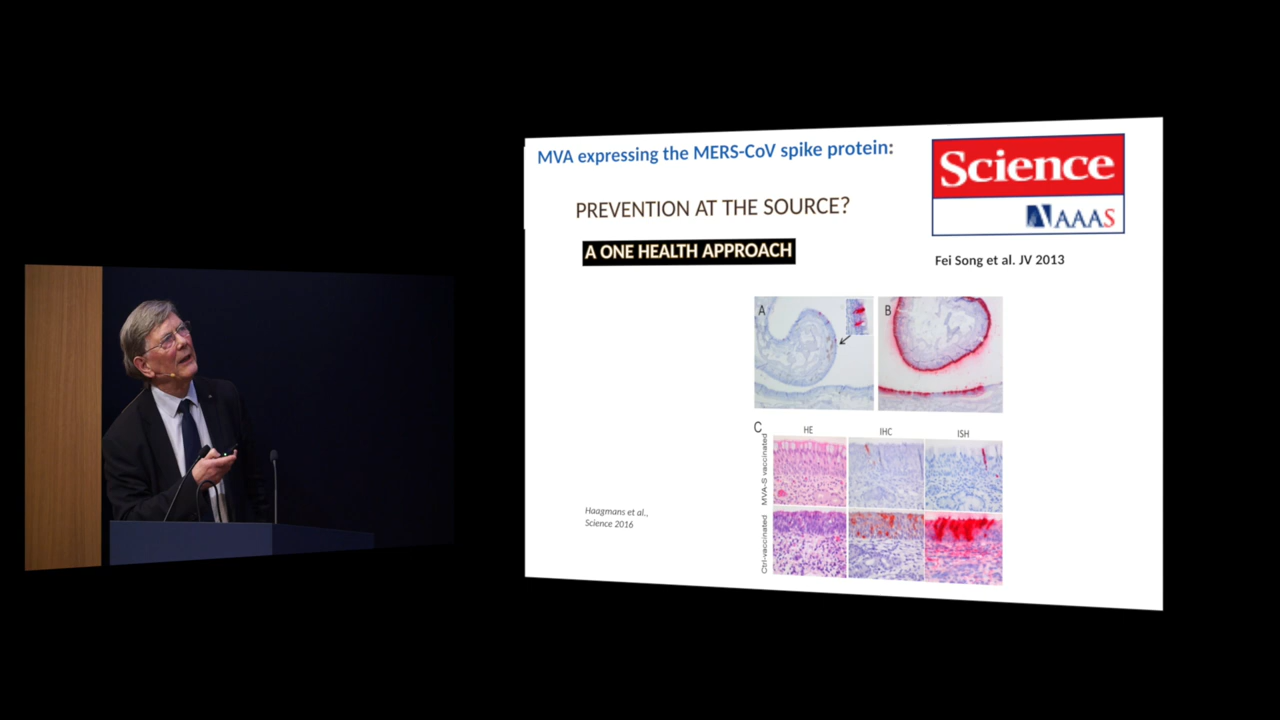 MVA expressing the MERS-CoV spike protein:
PREVENTION AT THE SOURCE?
A ONE HEALTH APPROACH
Science
AAAS
Fei Song et al. JV 2013
A
B
C
HE
IHC
ISH
MVA-S vaccinated
Ctrl-vaccinated
Haagmans et al.,
Science 2016